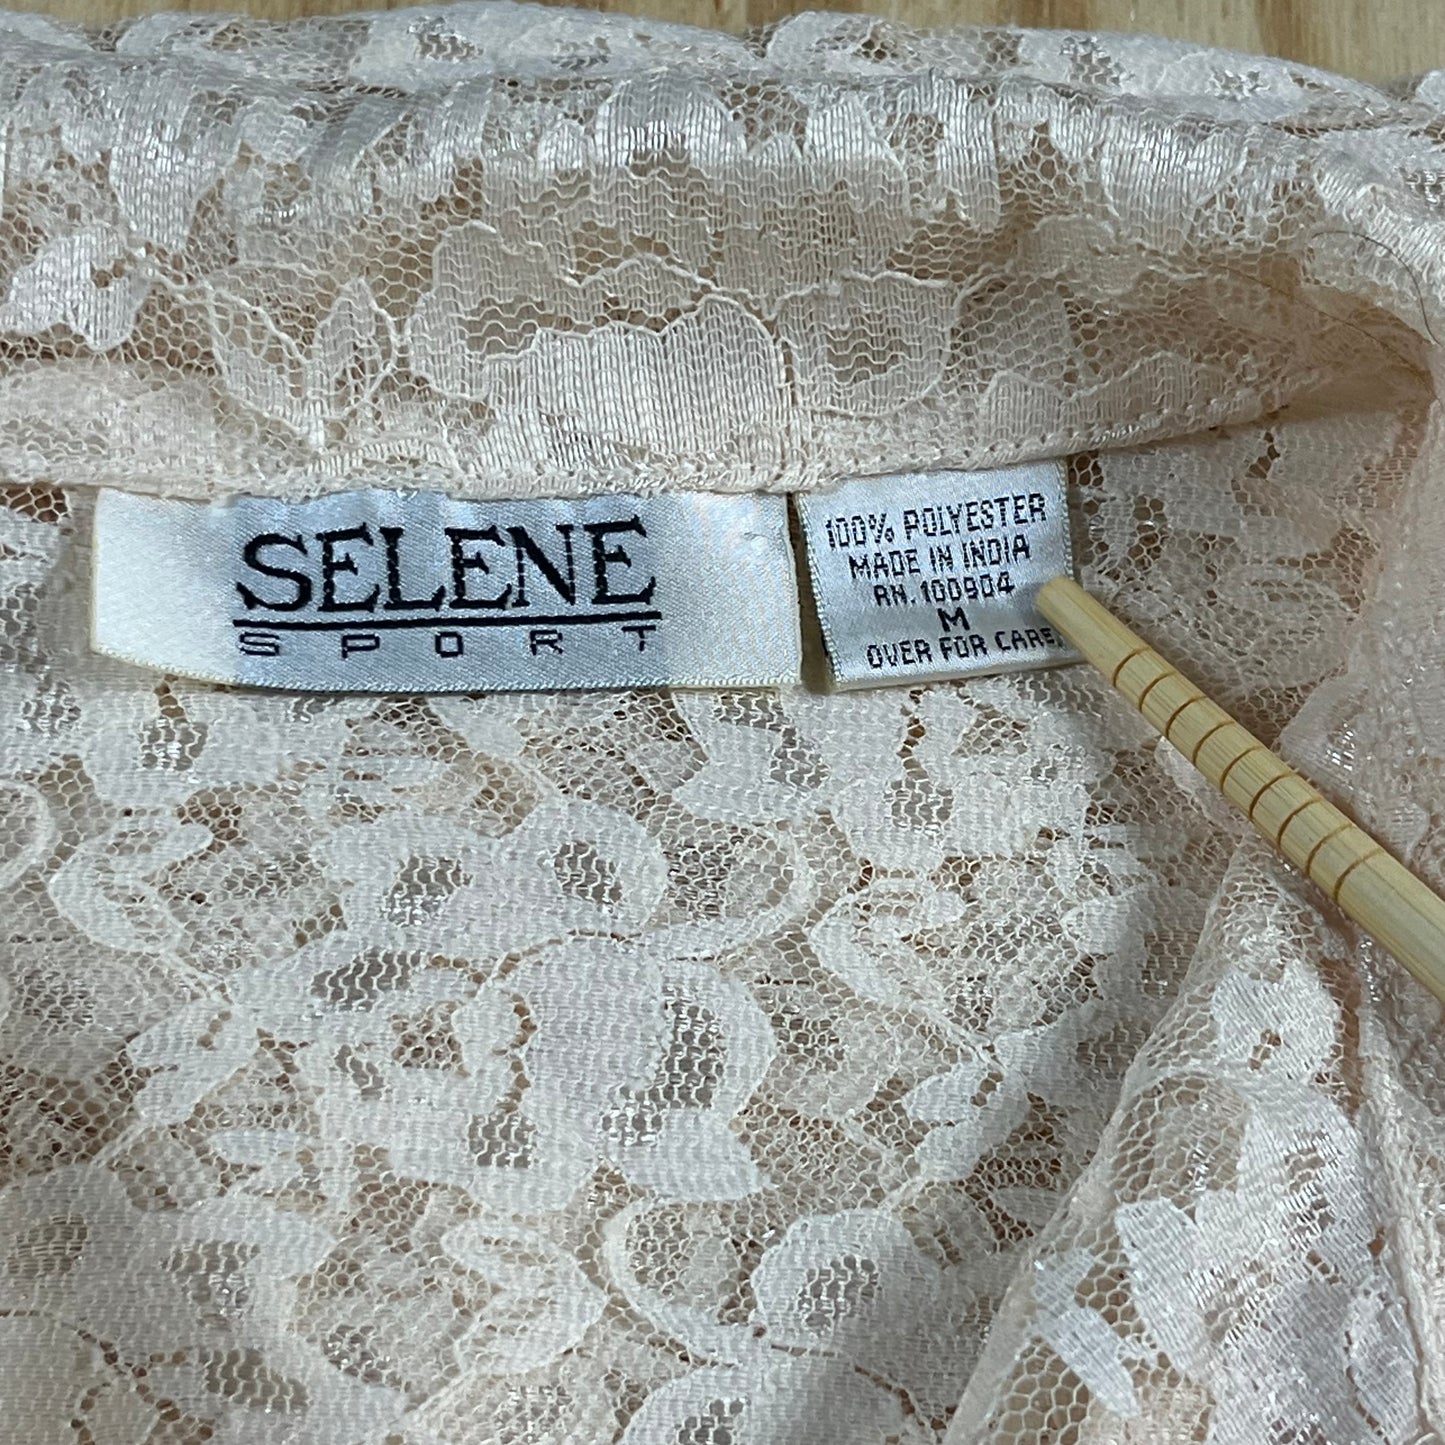 SELENE
SPORT
100% POLYESTER
MADE IN INDIA
RN. 100904
M
OVER FOR CARE.